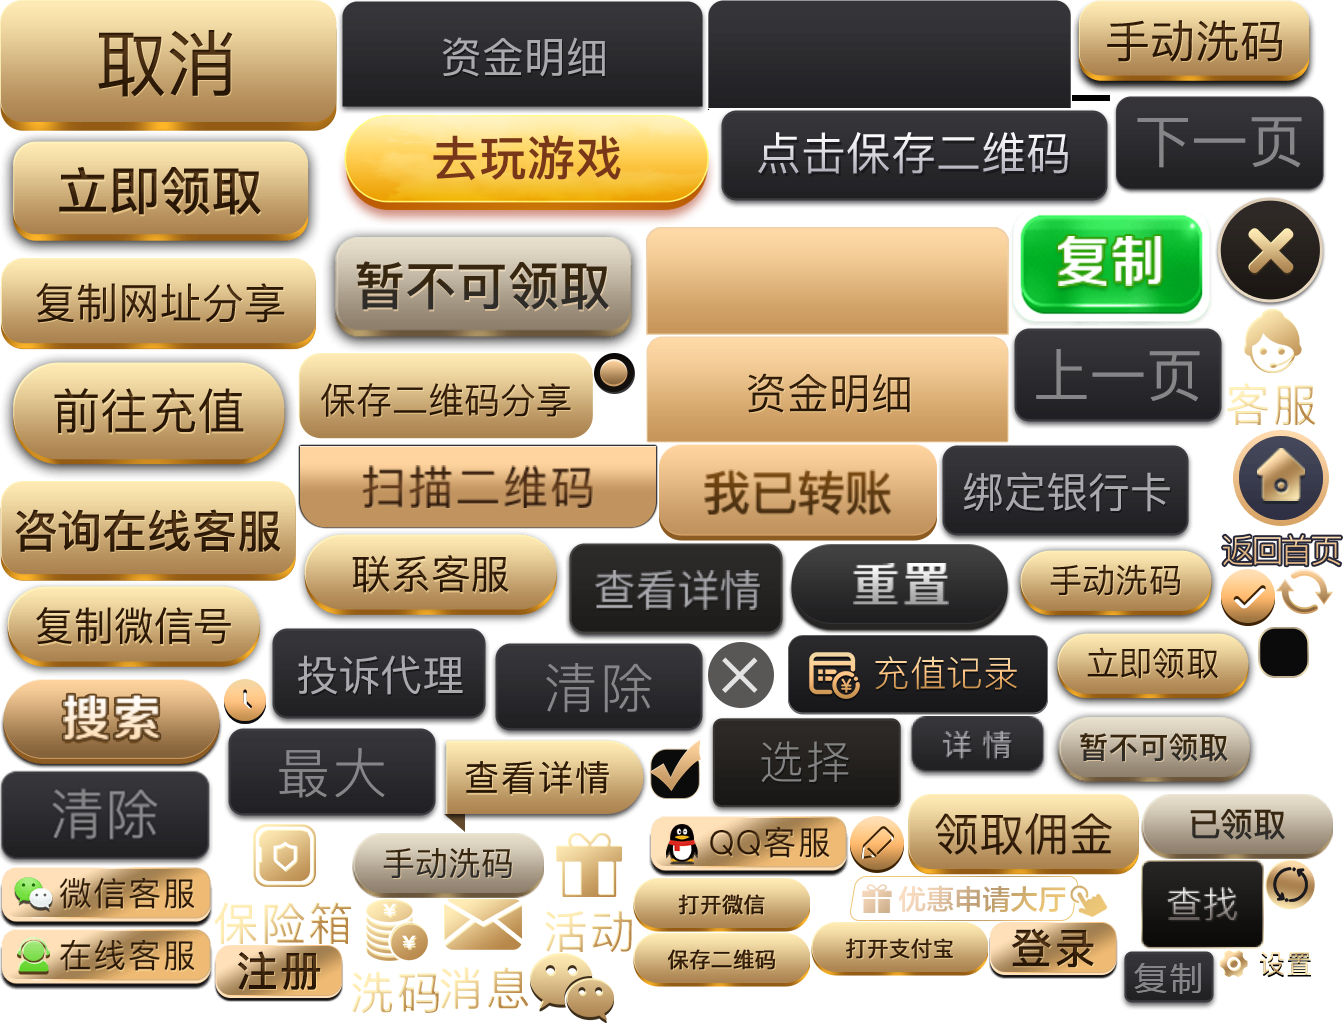 取消
资金明细
手动洗码
去玩游戏
点击保存二维码
下一页
立即领取
复制
暂不可领取
复制网址分享
上一页
客服
前往充值
保存二维码分享
资金明细
扫描二维码
我已转账
绑定银行卡
咨询在线客服
返回首页
联系客服
查看详情
重置
手动洗码
复制微信号
投诉代理
清除
充值记录
立即领取
搜索
最大
查看详情
选择
详情
暂不可领取
清除
手动洗码
QQ客服
领取佣金
已领取
微信客服
保险箱
活动
打开微信
优惠申请大厅
查找
在线客服
注册
洗码
消息
保存二维码
打开支付宝
登录
复制
设置